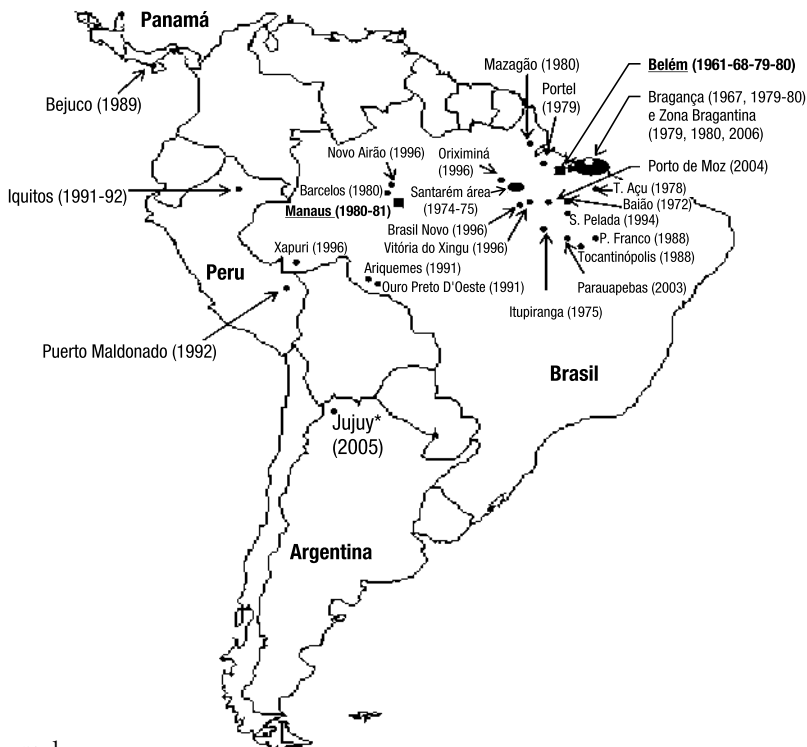 Panamá
Bejuco (1989)
Mazagão (1980)
Belém (1961-68-79-80)
Portel
(1979)
Bragança (1967, 1979-80)
e Zona Bragantina
(1979, 1980, 2006)
Novo Airão (1996)
Oriximiná
(1996)
Porto de Moz (2004)
Iquitos (1991-92)
Barcelos (1980)
Santarém área
(1974-75)
T. Açu (1978)
Baião (1972)
Manaus (1980-81)
S. Pelada (1994)
Brasil Novo (1996)
Vitória do Xingu (1996)
P. Franco (1988)
Tocantinópolis (1988)
Xapuri (1996)
Peru
Ariquemes (1991)
Ouro Preto D'Oeste (1991)
Parauapebas (2003)
Itupiranga (1975)
Puerto Maldonado (1992)
Brasil
Jujuy*
(2005)
Argentina